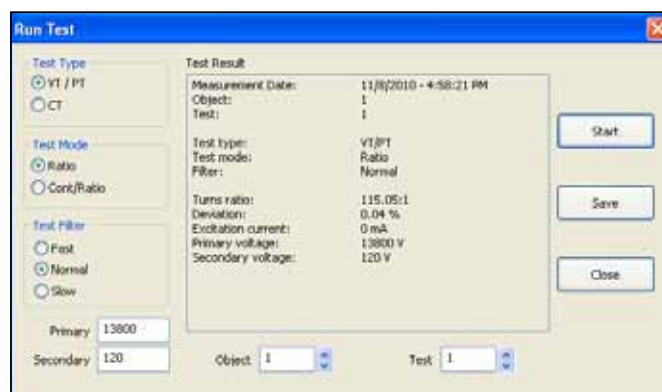 Run Test
Test Type
VT / PT
CT
Test Mode
Ratio
Cont/Ratio
Test Filter
Fast
Normal
Slow
Primary 13800
Secondary 120
Test Result
Measurement Date: 11/8/2010 - 4:58:21 PM
Object: 1
Test: 1
Test type: VT/PT
Test mode: Ratio
Filter: Normal
Turns ratio: 115.05:1
Deviation: 0.04 %
Excitation current: 0 mA
Primary voltage: 13800 V
Secondary voltage: 120 V
Object 1
Test 1
Start
Save
Close